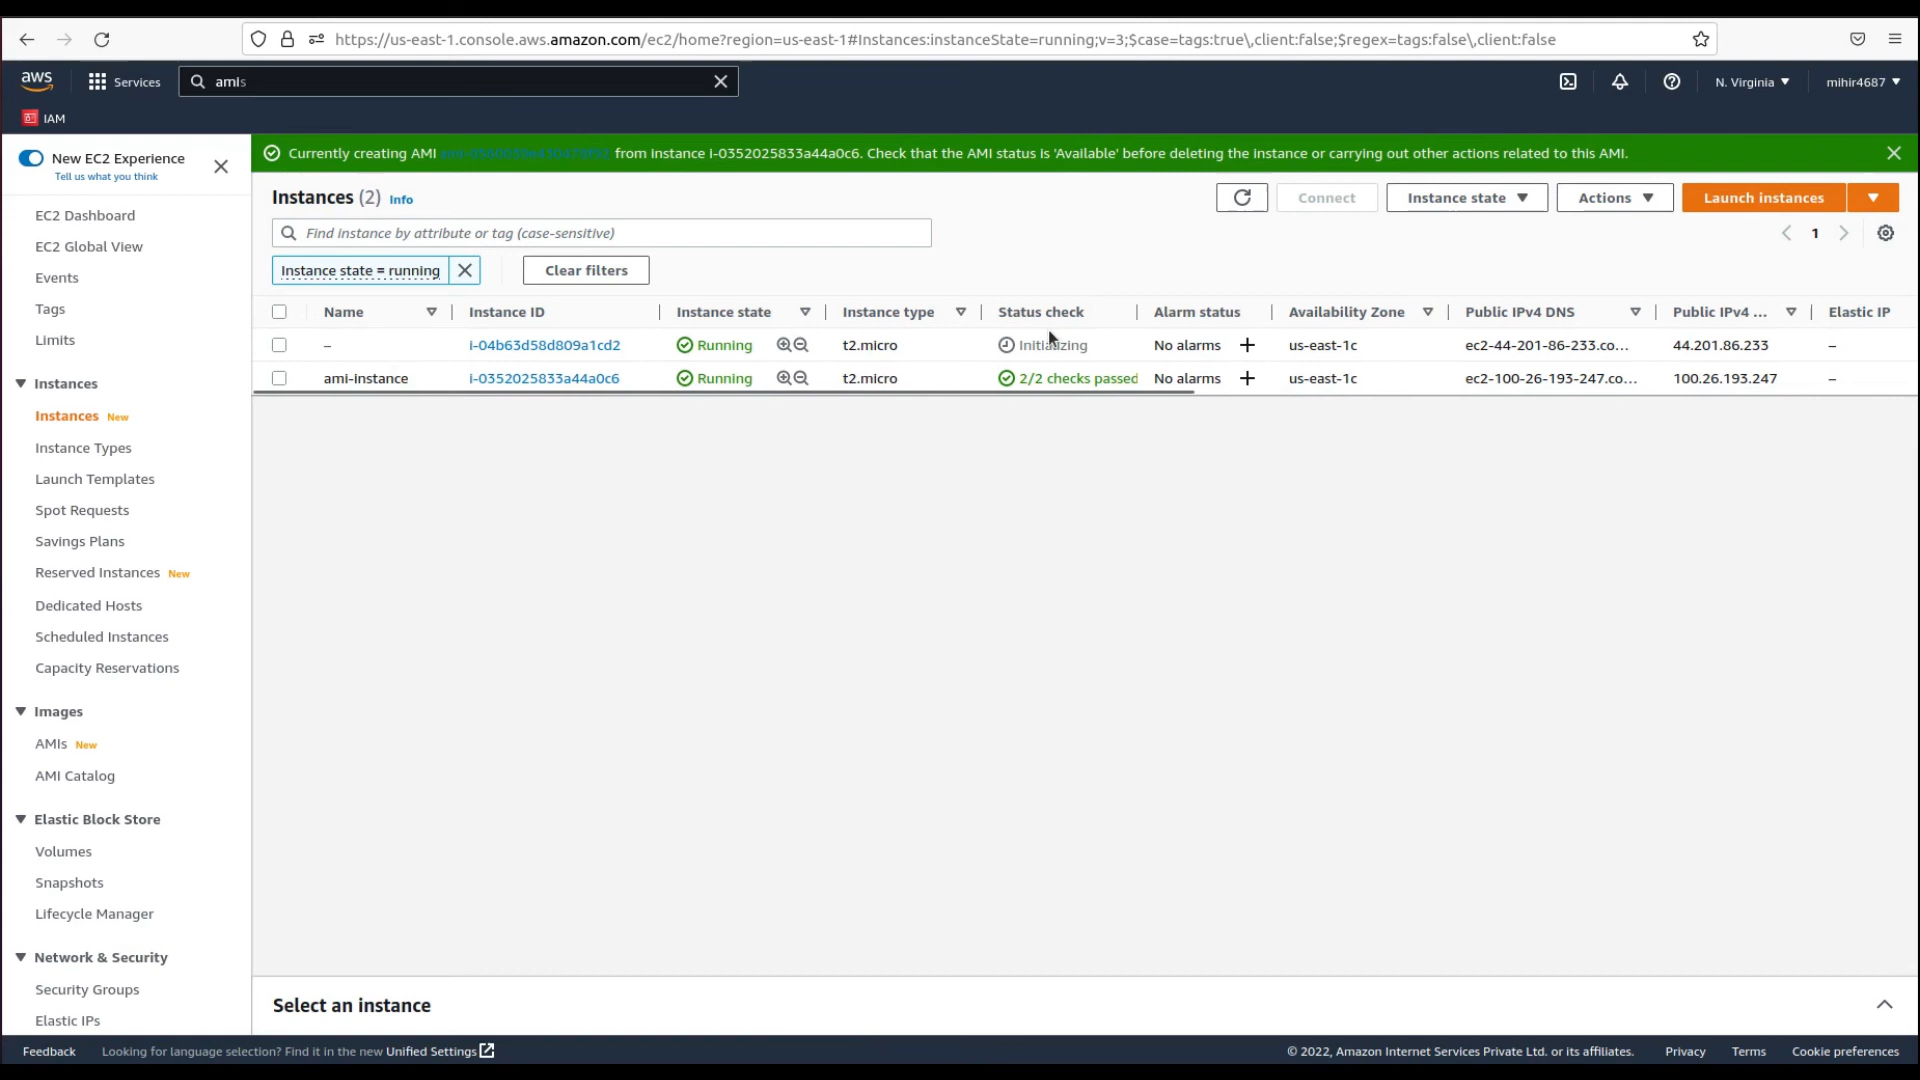 https://us-east-1.console.aws.amazon.com/ec2/home?region=us-east-1#Instances:instanceState=running;v=3;$case=tags:true\,client:false;$regex=tags:false\,client:false
aws
Services
amis
N. Virginia
mihir4687
IAM
New EC2 Experience
Tell us what you think
Currently creating AMI from instance i-0352025833a44a0c6. Check that the AMI status is 'Available' before deleting the instance or carrying out other actions related to this AMI.
Instances (2) Info
Connect
Instance state
Actions
Launch instances
Find instance by attribute or tag (case-sensitive)
1
Instance state = running
Clear filters
Name Instance ID Instance state Instance type Status check Alarm status Availability Zone Public IPv4 DNS Public IPv4 ... Elastic IP
– i-04b63d58d809a1cd2 Running t2.micro Initializing No alarms + us-east-1c ec2-44-201-86-233.co... 44.201.86.233 –
ami-instance i-0352025833a44a0c6 Running t2.micro 2/2 checks passed No alarms + us-east-1c ec2-100-26-193-247.co... 100.26.193.247 –
EC2 Dashboard
EC2 Global View
Events
Tags
Limits
Instances
Instances New
Instance Types
Launch Templates
Spot Requests
Savings Plans
Reserved Instances New
Dedicated Hosts
Scheduled Instances
Capacity Reservations
Images
AMIs New
AMI Catalog
Elastic Block Store
Volumes
Snapshots
Lifecycle Manager
Network & Security
Security Groups
Elastic IPs
Select an instance
Feedback
Looking for language selection? Find it in the new Unified Settings
© 2022, Amazon Internet Services Private Ltd. or its affiliates.
Privacy
Terms
Cookie preferences